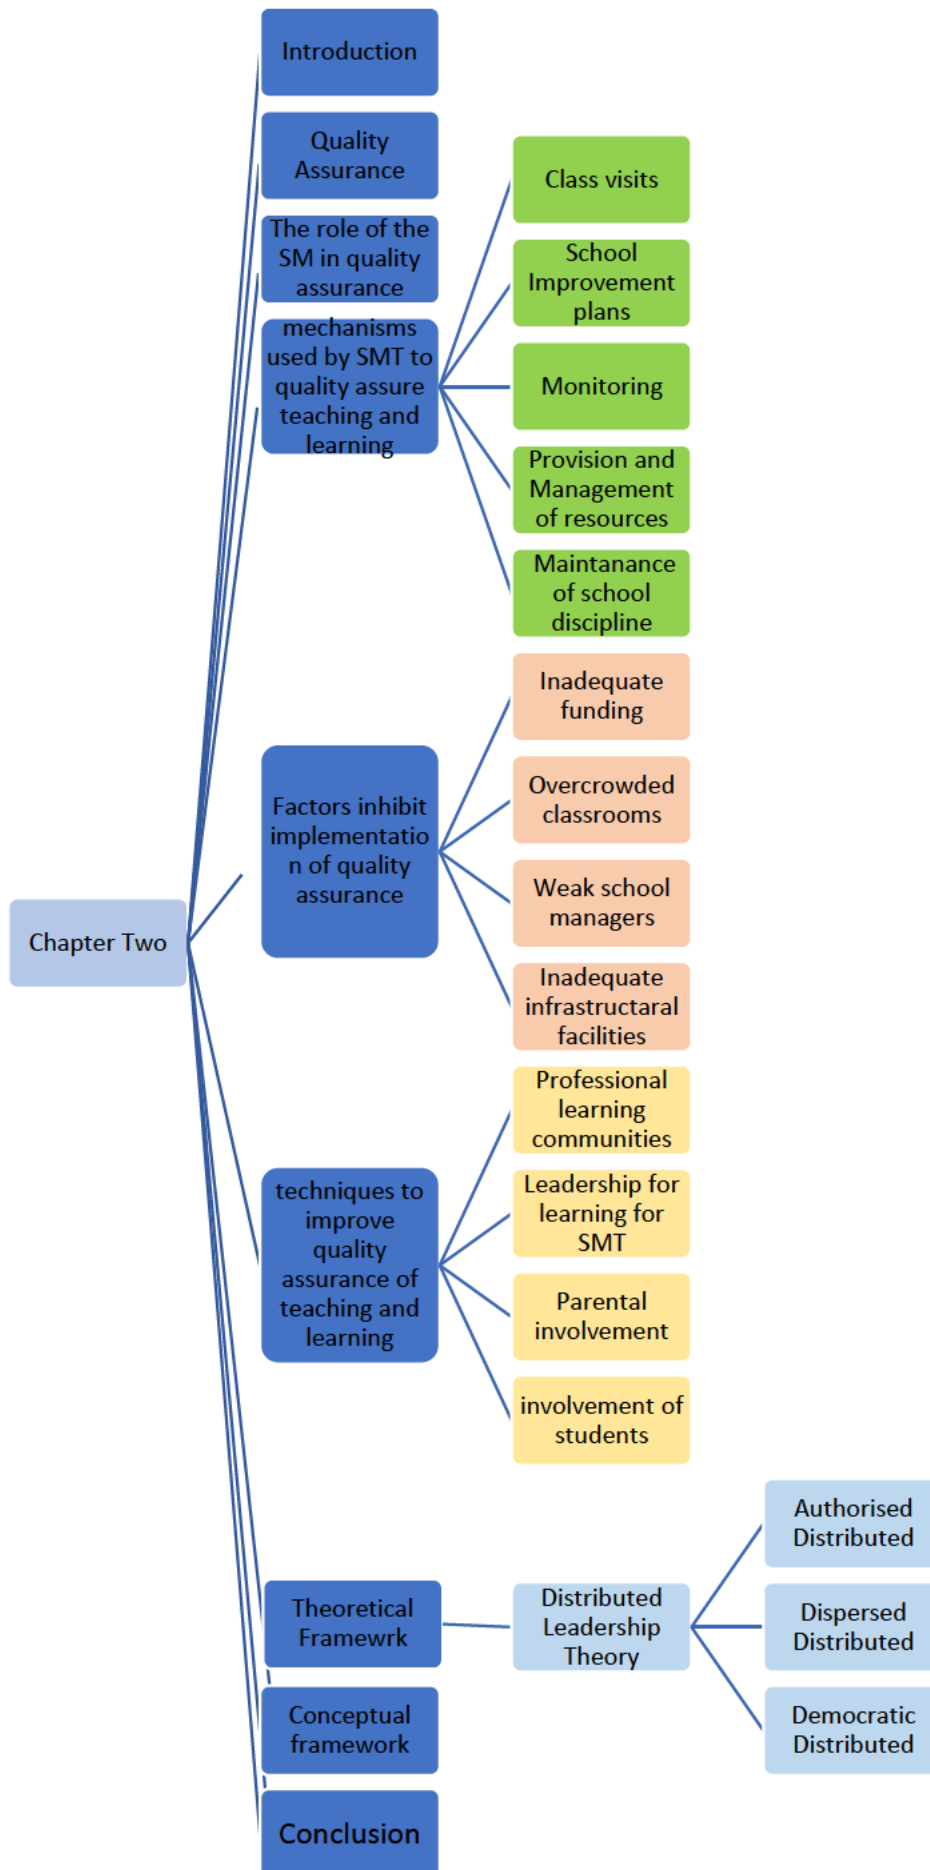 Introduction
Quality
Assurance
The role of the
SM in quality
assurance
mechanisms
used by SMT to
quality assure
teaching and
learning
Class visits
School
Improvement
plans
Monitoring
Provision and
Management
of resources
Maintanance
of school
discipline
Chapter Two
Factors inhibit
implementatio
n of quality
assurance
Inadequate
funding
Overcrowded
classrooms
Weak school
managers
Inadequate
infrastructaral
facilities
techniques to
improve
quality
assurance of
teaching and
learning
Professional
learning
communities
Leadership for
learning for
SMT
Parental
involvement
involvement of
students
Theoretical
Framewrk
Distributed
Leadership
Theory
Authorised
Distributed
Dispersed
Distributed
Democratic
Distributed
Conceptual
framework
Conclusion